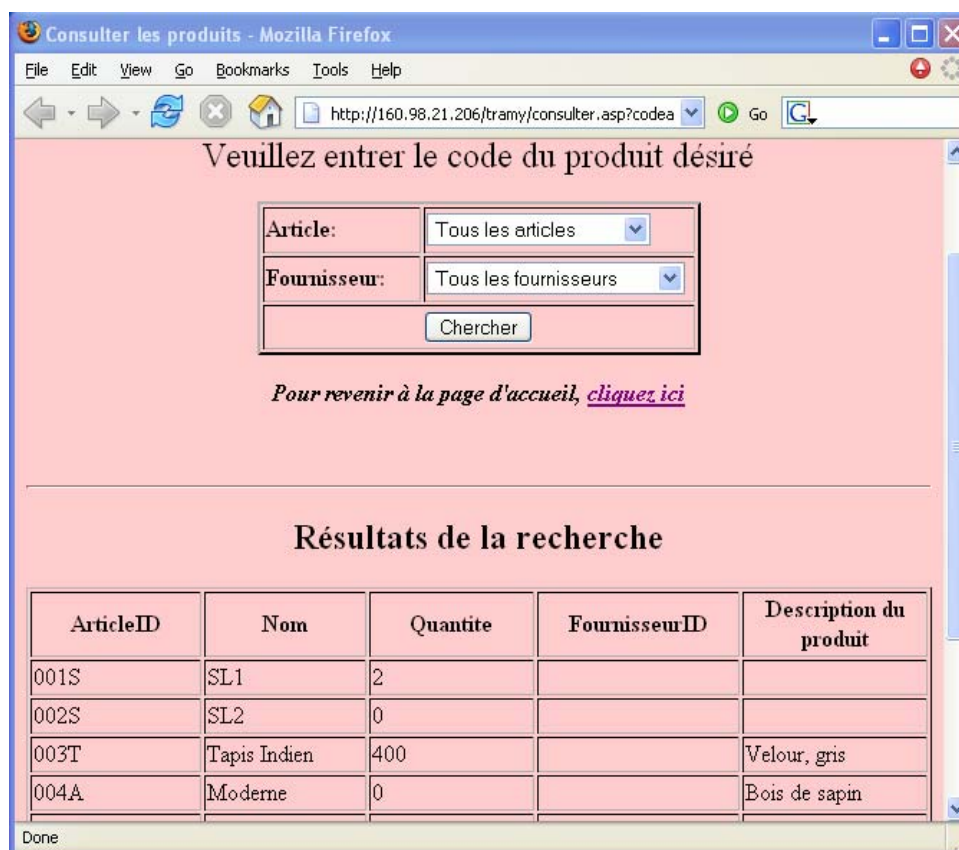 Consulter les produits - Mozilla Firefox
File Edit View Go Bookmarks Tools Help
http://160.98.21.206/tramy/consulter.asp?codea Go G
Veuillez entrer le code du produit désiré
Article: Tous les articles
Fournisseur: Tous les fournisseurs
Chercher
Pour revenir à la page d'accueil, cliquez ici
Résultats de la recherche
ArticleID Nom Quantite FournisseurID Description du
produit
001S SL1 2
002S SL2 0
003T Tapis Indien 400 Velour, gris
004A Moderne 0 Bois de sapin
Done